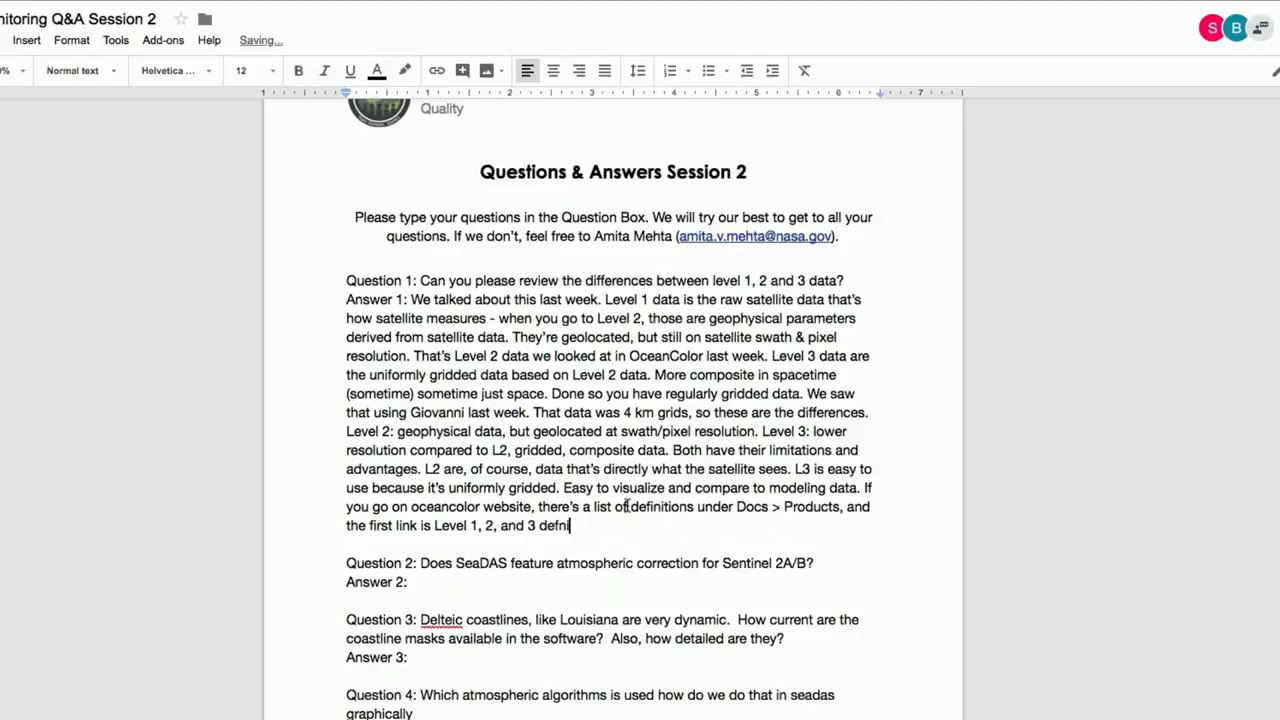 nitoring Q&A Session 2
S B
Insert Format Tools Add-ons Help Saving...
0% Normal text Helvetica ... 12
1 1 2 3 4 5 6 7
Quality
Questions & Answers Session 2
Please type your questions in the Question Box. We will try our best to get to all your
questions. If we don't, feel free to Amita Mehta (amita.v.mehta@nasa.gov).
Question 1: Can you please review the differences between level 1, 2 and 3 data?
Answer 1: We talked about this last week. Level 1 data is the raw satellite data that's
how satellite measures - when you go to Level 2, those are geophysical parameters
derived from satellite data. They're geolocated, but still on satellite swath & pixel
resolution. That's Level 2 data we looked at in OceanColor last week. Level 3 data are
the uniformly gridded data based on Level 2 data. More composite in spacetime
(sometime) sometime just space. Done so you have regularly gridded data. We saw
that using Giovanni last week. That data was 4 km grids, so these are the differences.
Level 2: geophysical data, but geolocated at swath/pixel resolution. Level 3: lower
resolution compared to L2, gridded, composite data. Both have their limitations and
advantages. L2 are, of course, data that's directly what the satellite sees. L3 is easy to
use because it's uniformly gridded. Easy to visualize and compare to modeling data. If
you go on oceancolor website, there's a list of definitions under Docs > Products, and
the first link is Level 1, 2, and 3 defni
Question 2: Does SeaDAS feature atmospheric correction for Sentinel 2A/B?
Answer 2:
Question 3: Delteic coastlines, like Louisiana are very dynamic. How current are the
coastline masks available in the software? Also, how detailed are they?
Answer 3:
Question 4: Which atmospheric algorithms is used how do we do that in seadas
graphically